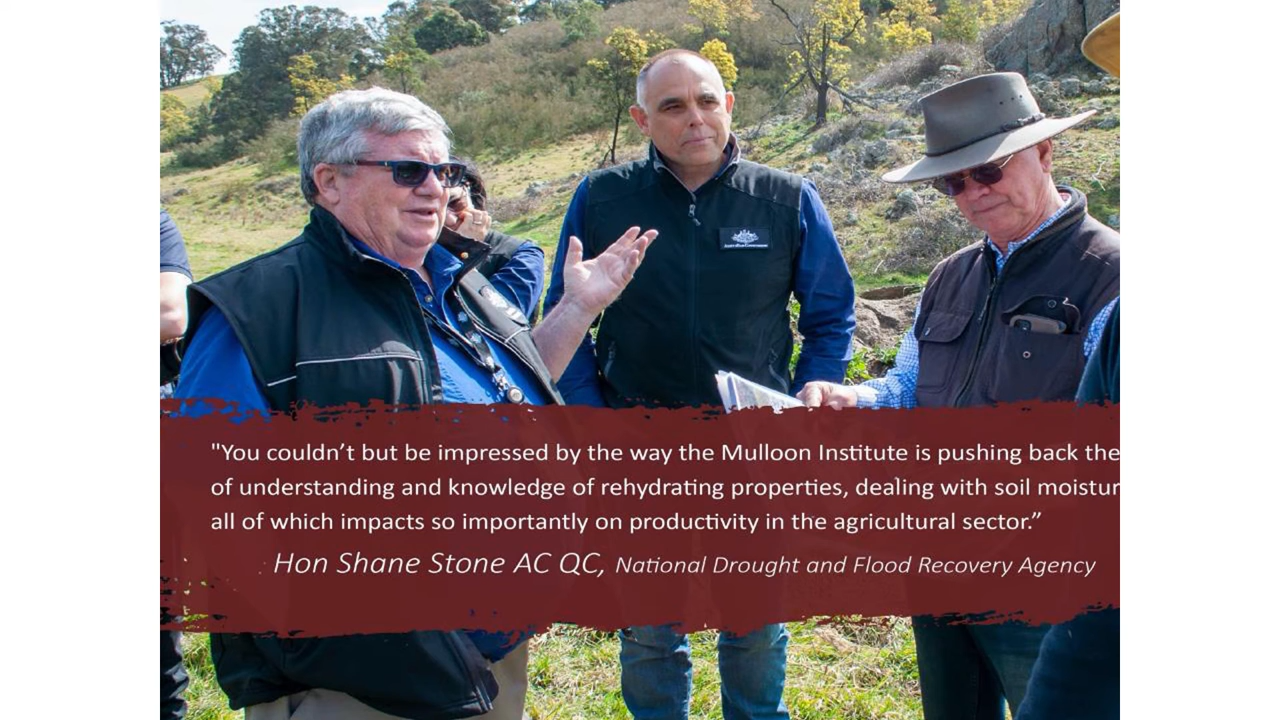 Australian Government
"You couldn’t but be impressed by the way the Mulloon Institute is pushing back the
of understanding and knowledge of rehydrating properties, dealing with soil moistur
all of which impacts so importantly on productivity in the agricultural sector.”
Hon Shane Stone AC QC, National Drought and Flood Recovery Agency